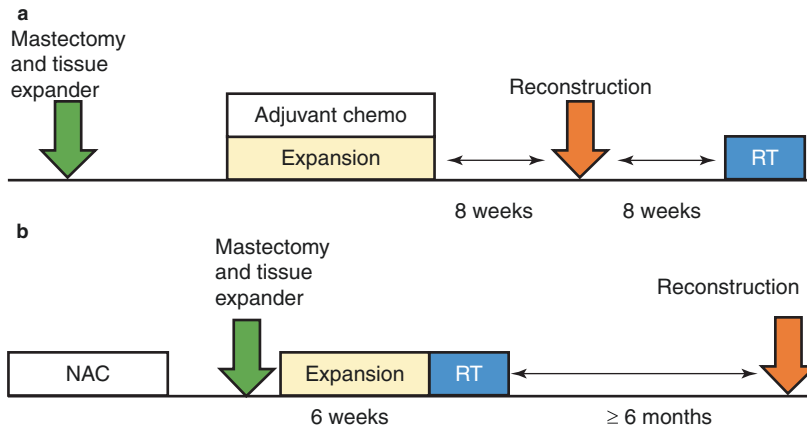 a
Mastectomy
and tissue
expander
Adjuvant chemo
Expansion
Reconstruction
RT
8 weeks
8 weeks
b
Mastectomy
and tissue
expander
Reconstruction
NAC
Expansion
RT
6 weeks
≥ 6 months